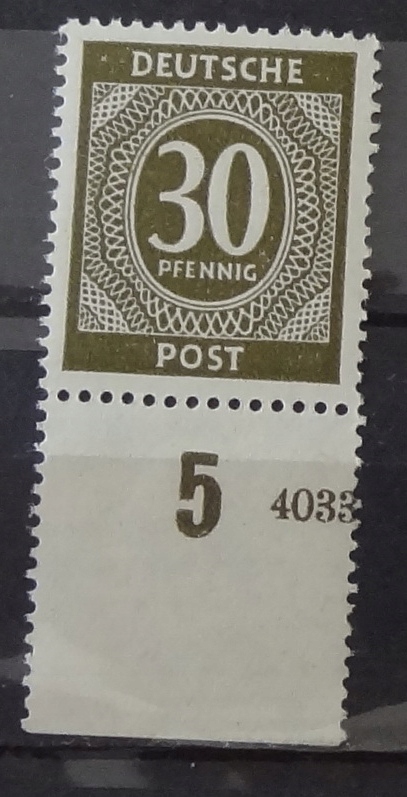 DEUTSCHE
30
PFENNIG
POST
5
4033